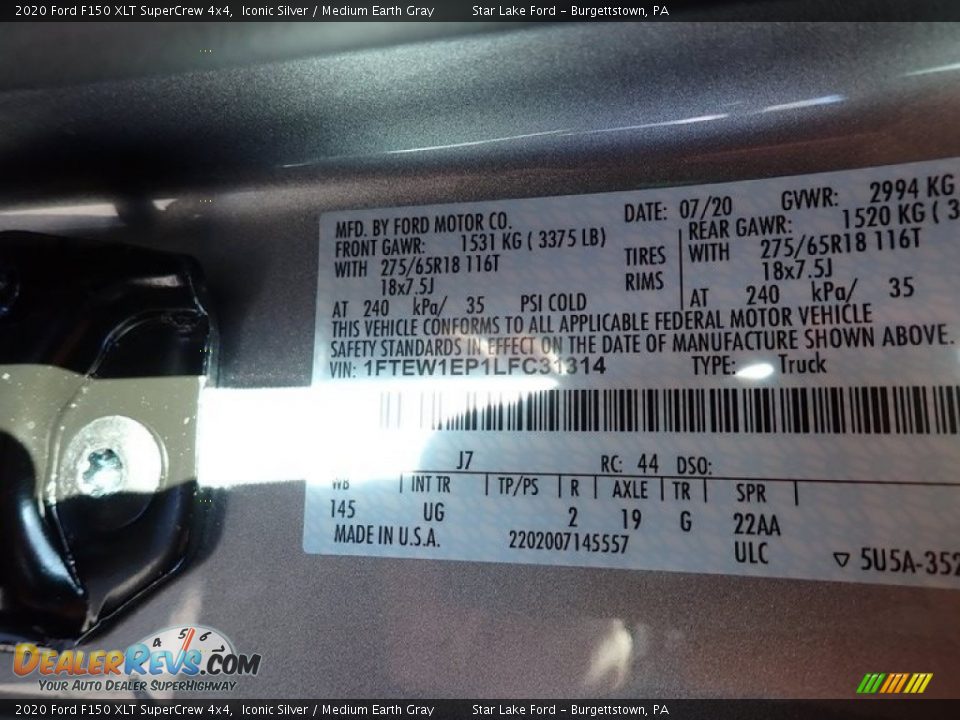 2020 Ford F150 XLT SuperCrew 4x4, Iconic Silver / Medium Earth Gray Star Lake Ford - Burgettstown, PA
MFD. BY FORD MOTOR CO. DATE: 07/20 GVWR: 2994 KG
FRONT GAWR: 1531 KG ( 3375 LB) REAR GAWR: 1520 KG ( 3
WITH 275/65R18 116T TIRES WITH 275/65R18 116T
18x7.5J RIMS 18x7.5J
AT 240 kPa/ 35 PSI COLD AT 240 kPa/ 35
THIS VEHICLE CONFORMS TO ALL APPLICABLE FEDERAL MOTOR VEHICLE
SAFETY STANDARDS IN EFFECT ON THE DATE OF MANUFACTURE SHOWN ABOVE.
VIN: 1FTEW1EP1LFC31314 TYPE: Truck
J7 RC: 44 DSO:
WB INT TR TP/PS R AXLE TR SPR
145 UG 2 19 G 22AA
MADE IN U.S.A. 2202007145557 ULC ▽ 5U5A-352
4 5 6
DEALERREVS.COM
YOUR AUTO DEALER SUPERHIGHWAY
2020 Ford F150 XLT SuperCrew 4x4, Iconic Silver / Medium Earth Gray Star Lake Ford - Burgettstown, PA